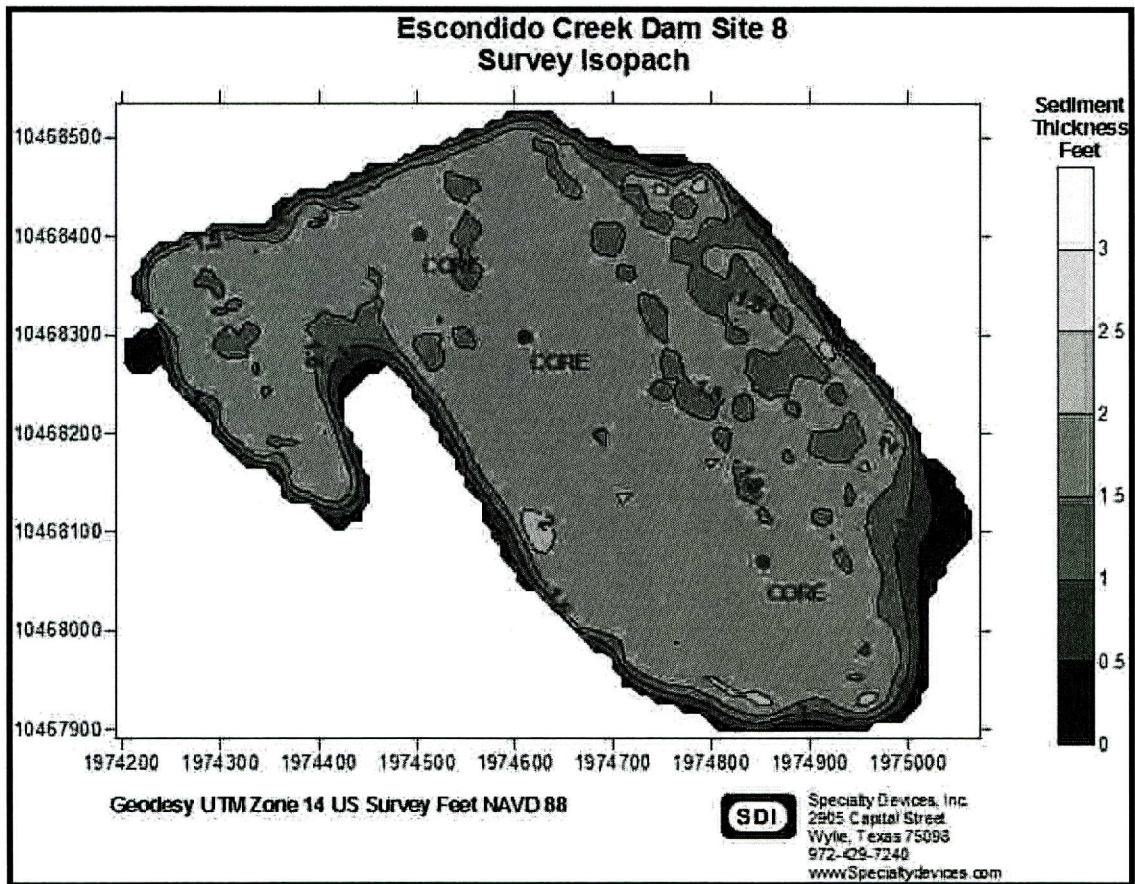 Escondido Creek Dam Site 8
Survey Isopach
Sediment
Thickness
Feet
10468500
10468400
10468300
10468200
10468100
10468000
10467900
1974200 1974300 1974400 1974500 1974600 1974700 1974800 1974900 1975000
3
2.5
2
1.5
1
0.5
0
CORE
CORE
CORE
Geodesy UTM Zone 14 US Survey Feet NAVD 88
SDI
Specialty Devices, Inc.
2905 Capital Street
Wylie, Texas 75098
972-429-7240
www.Specialtydevices.com